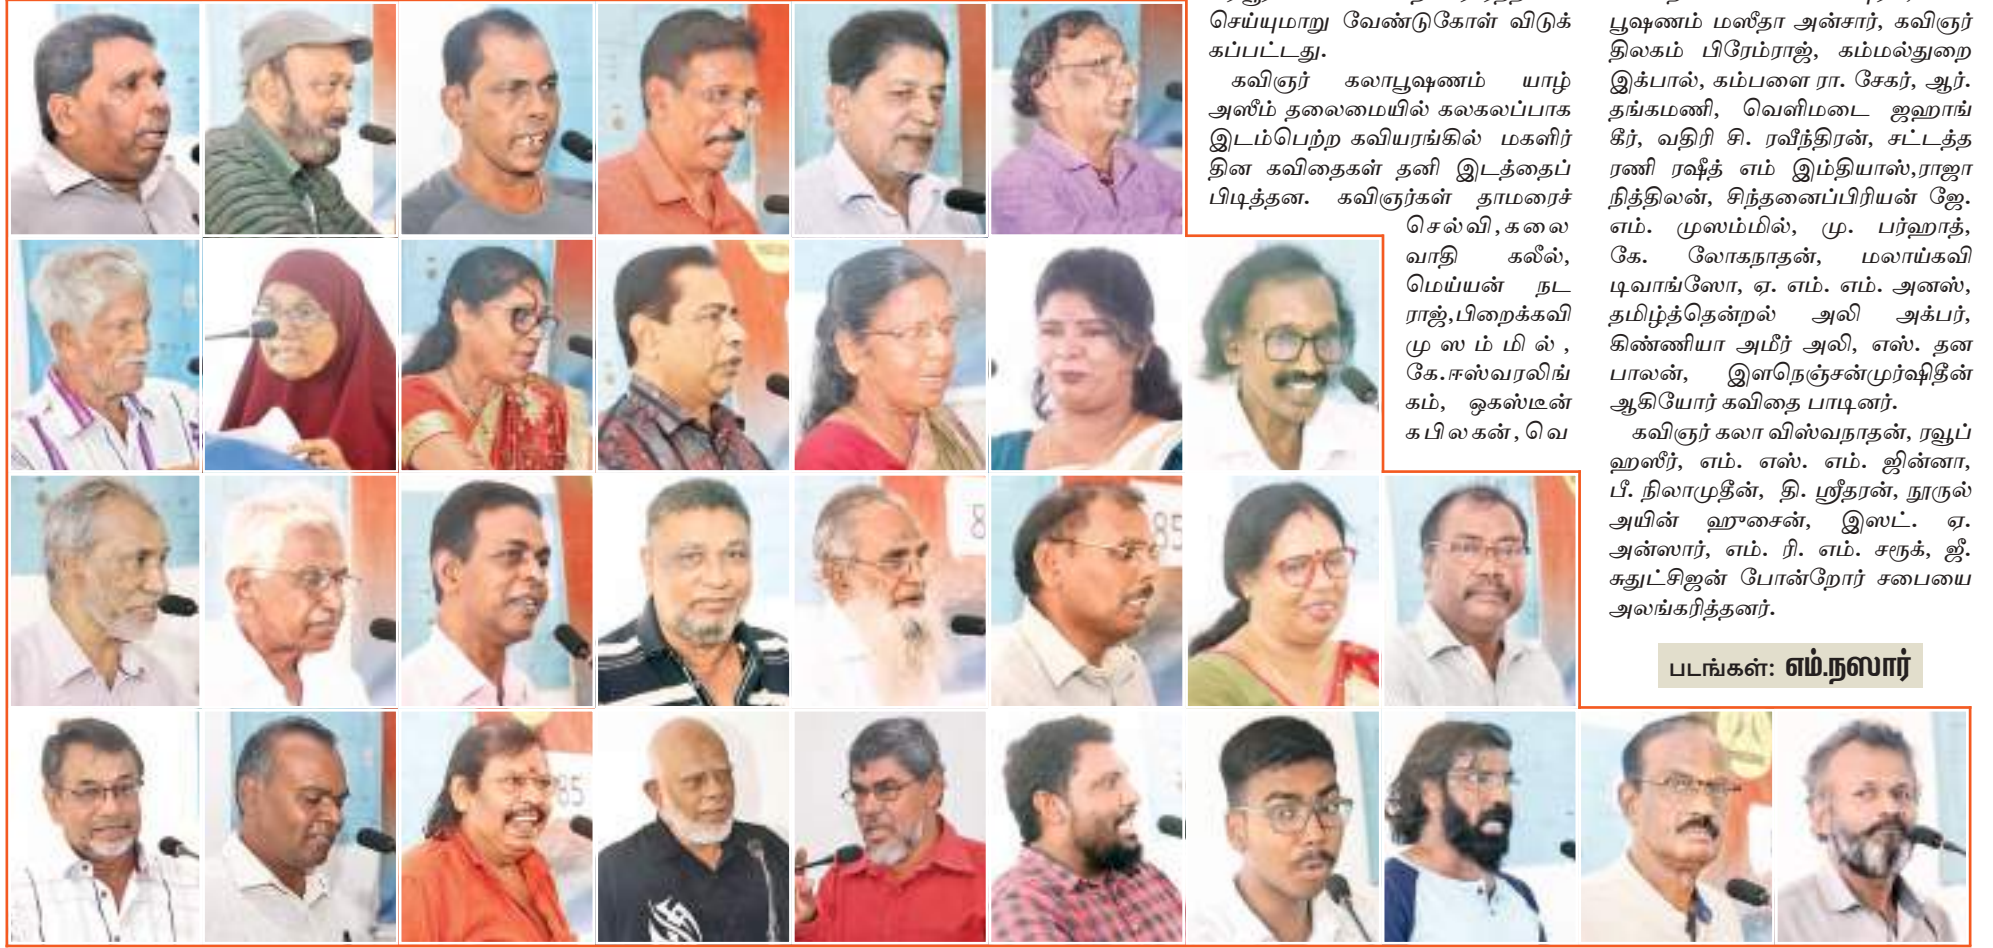 செய்யுமாறு வேண்டுகோள் விடுக்
கப்பட்டது.
கவிஞர் கலாபூஷணம் யாழ்
அஸீம் தலைமையில் கலகலப்பாக
இடம்பெற்ற கவியரங்கில் மகளிர்
தின கவிதைகள் தனி இடத்தைப்
பிடித்தன. கவிஞர்கள் தாமரைச்
செல்வி,கலை
வாதி கலீல்,
மெய்யன் நட
ராஜ்,பிறைக்கவி
முஸம்மில்,
கே.ஈஸ்வரலிங்
கம், ஒகஸ்டீன்
கபிலகன்,வெ
பூஷணம் மஸீதா அன்சார், கவிஞர்
திலகம் பிரேம்ராஜ், கம்மல்துறை
இக்பால், கம்பளை ரா. சேகர், ஆர்.
தங்கமணி, வெளிமடை ஜஹாங்
கீர், வதிரி சி. ரவீந்திரன், சட்டத்த
ரணி ரஷீத் எம் இம்தியாஸ்,ராஜா
நித்திலன், சிந்தனைப்பிரியன் ஜே.
எம். முஸம்மில், மு. பர்ஹாத்,
கே. லோகநாதன், மலாய்கவி
டிவாங்ஸோ, ஏ. எம். எம். அனஸ்,
தமிழ்த்தென்றல் அலி அக்பர்,
கிண்ணியா அமீர் அலி, எஸ். தன
பாலன், இளநெஞ்சன்முர்ஷிதீன்
ஆகியோர் கவிதை பாடினர்.
கவிஞர் கலா விஸ்வநாதன், ரவூப்
ஹஸீர், எம். எஸ். எம். ஜின்னா,
பீ. நிலாமுதீன், தி. ஸ்ரீதரன், நூருல்
அயின் ஹுசைன், இஸட். ஏ.
அன்ஸார், எம். ரி. எம். சரூக், ஜீ.
சுதுட்சிஜன் போன்றோர் சபையை
அலங்கரித்தனர்.
படங்கள்: எம்.நஸார்
8
85
85